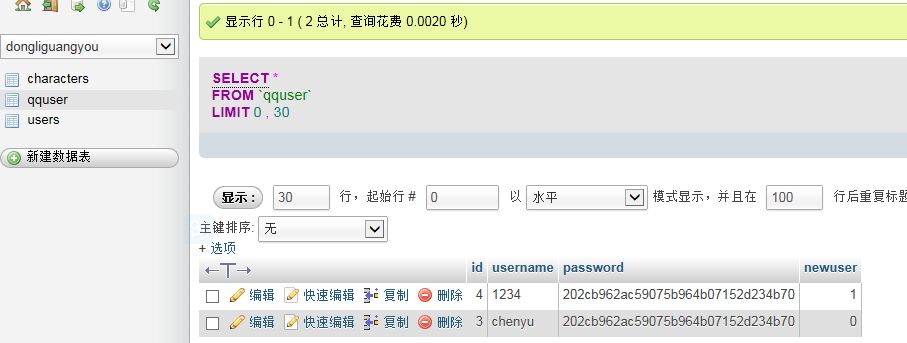 dongliguangyou
characters
qquser
users
新建数据表
显示行 0 - 1 ( 2 总计, 查询花费 0.0020 秒)
SELECT *
FROM `qquser`
LIMIT 0 , 30
显示 : 30 行，起始行 # 0 以 水平 模式显示，并且在 100 行后重复标题
主键排序: 无
+ 选项
←T→ id username password newuser
编辑 快速编辑 复制 删除 4 1234 202cb962ac59075b964b07152d234b70 1
编辑 快速编辑 复制 删除 3 chenyu 202cb962ac59075b964b07152d234b70 0